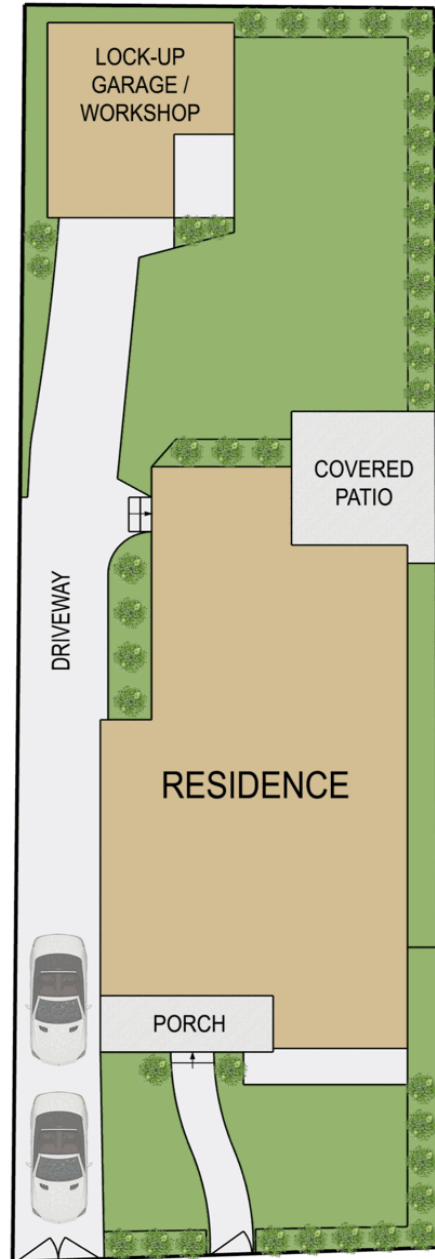 LOCK-UP
GARAGE /
WORKSHOP
COVERED
PATIO
DRIVEWAY
RESIDENCE
PORCH